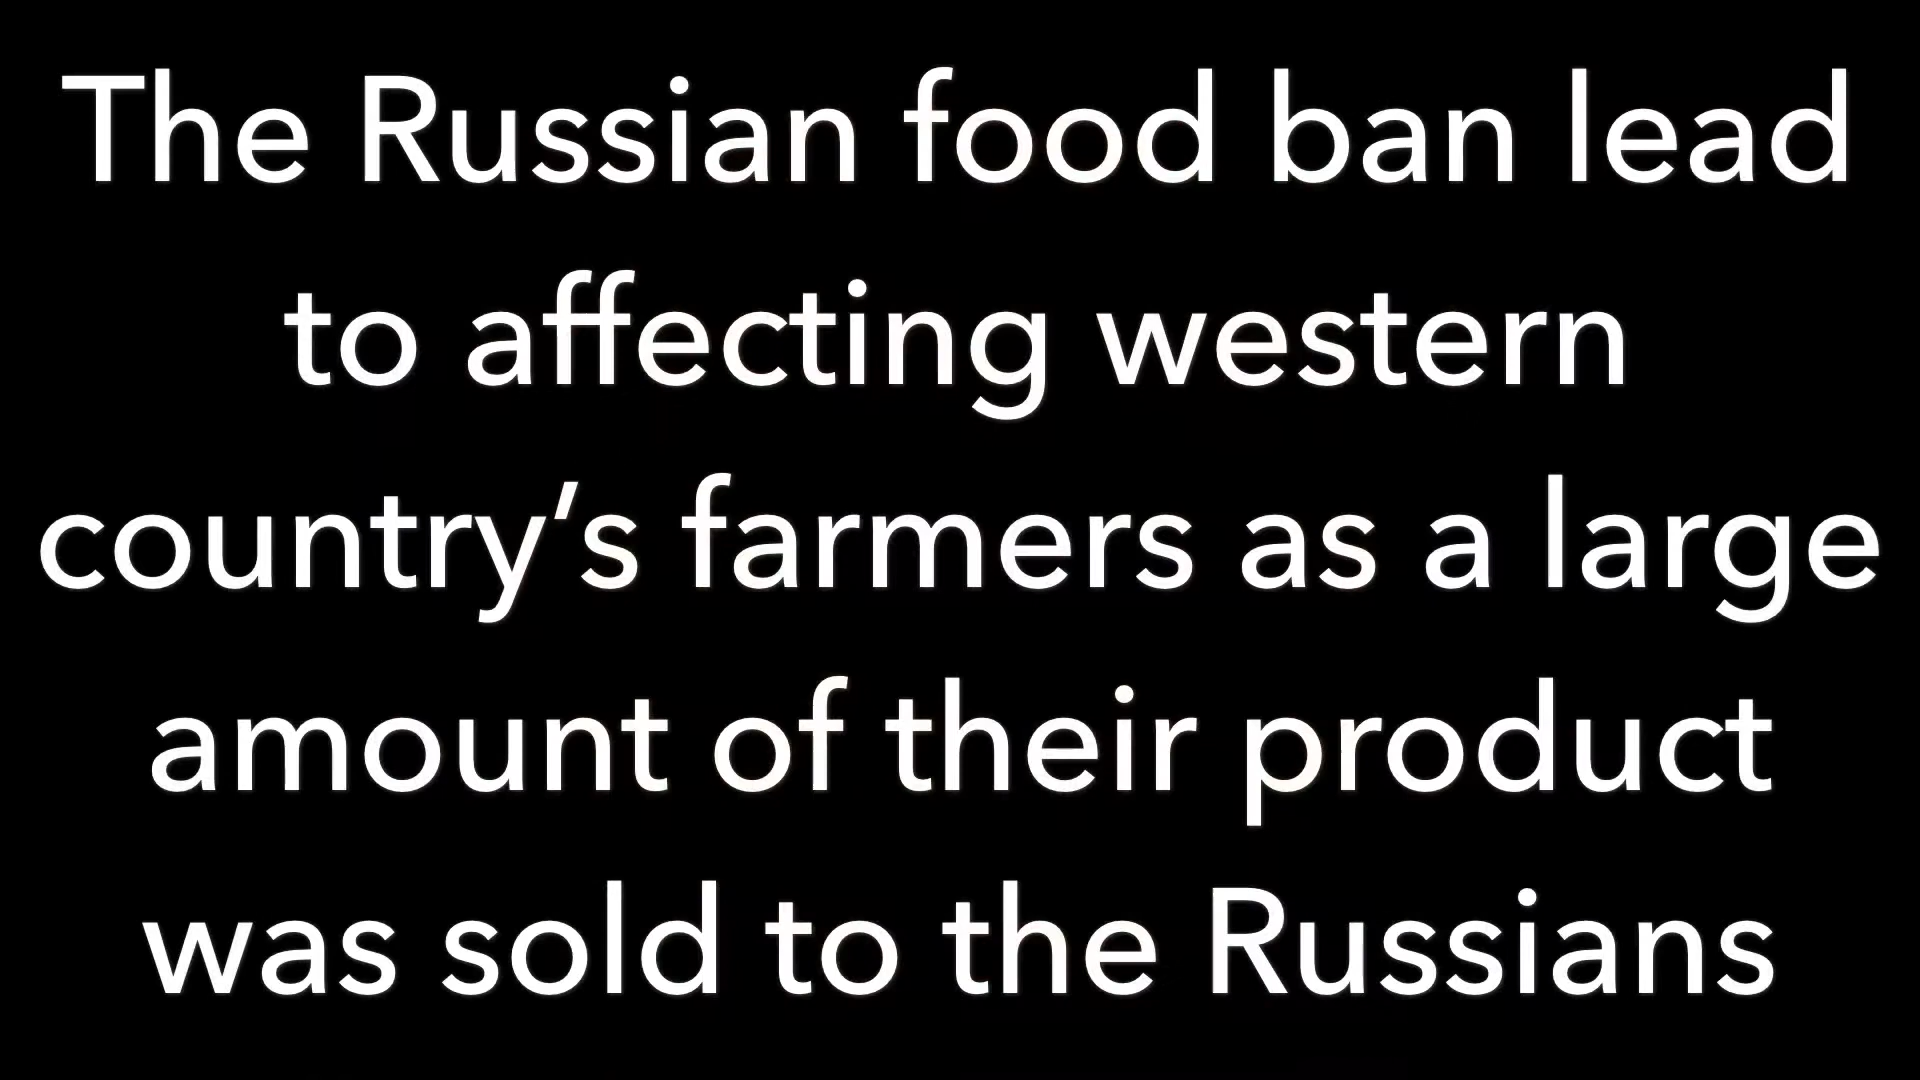 The Russian food ban lead
to affecting western
country’s farmers as a large
amount of their product
was sold to the Russians